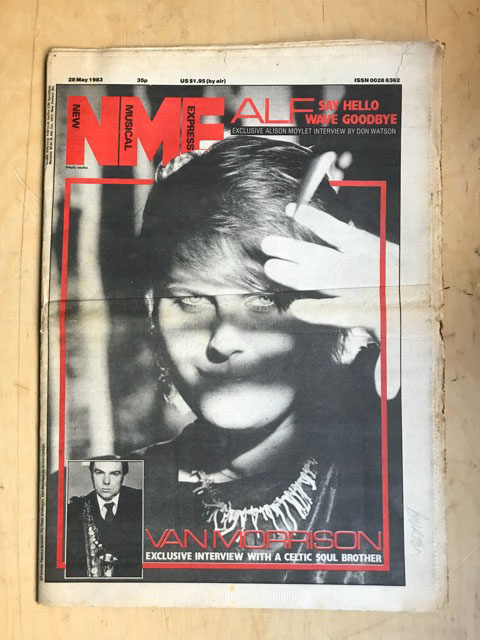 28 May 1983 35p US $1.95 (by air) ISSN 0028 6362
NEW
MUSICAL
EXPRESS
NME
ALF SAY HELLO
WAVE GOODBYE
EXCLUSIVE ALISON MOYLET INTERVIEW BY DON WATSON
VAN MORRISON
EXCLUSIVE INTERVIEW WITH A CELTIC SOUL BROTHER